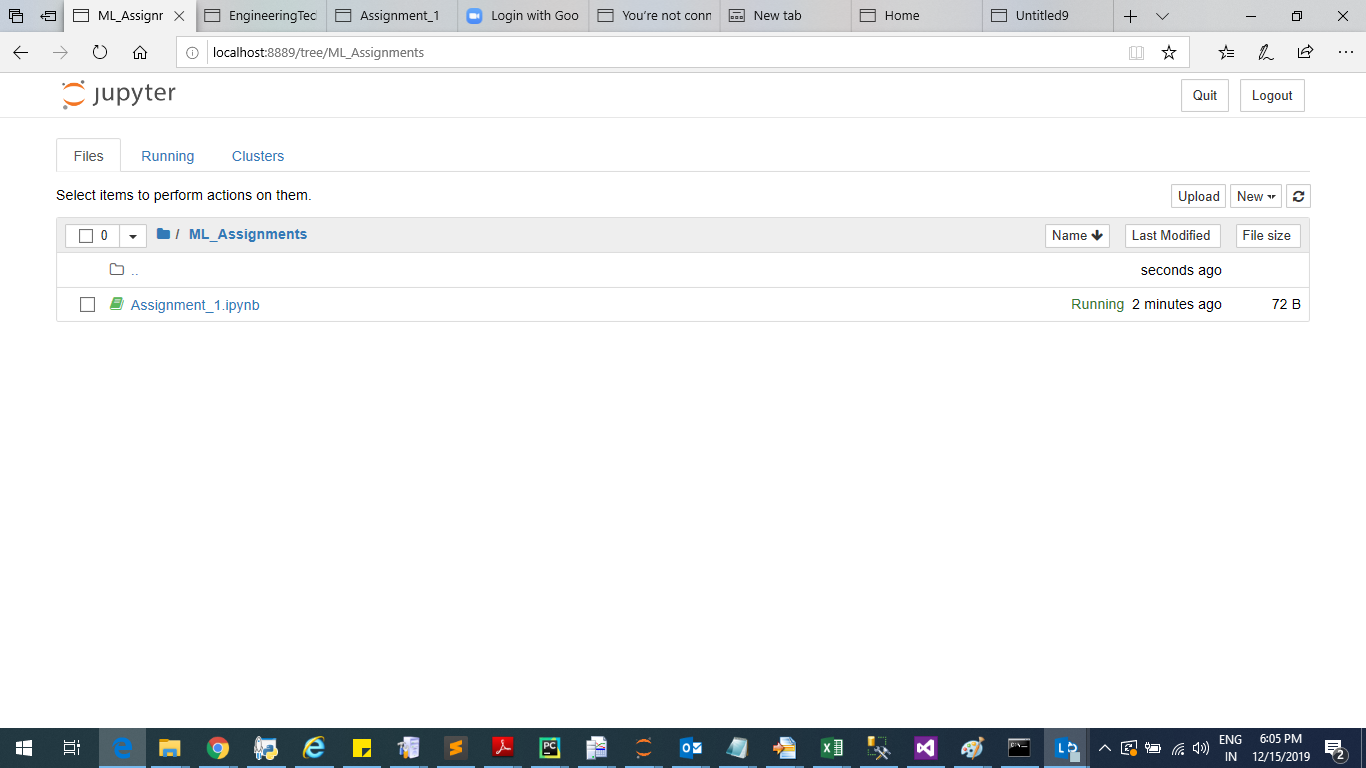 ML_Assignr
EngineeringTec
Assignment_1
Login with Goo
You're not conn
New tab
Home
Untitled9
localhost:8889/tree/ML_Assignments
jupyter
Quit
Logout
Files
Running
Clusters
Select items to perform actions on them.
Upload
New
0
/ ML_Assignments
Name
Last Modified
File size
..
seconds ago
Assignment_1.ipynb
Running 2 minutes ago
72 B
ENG
IN
6:05 PM
12/15/2019
2